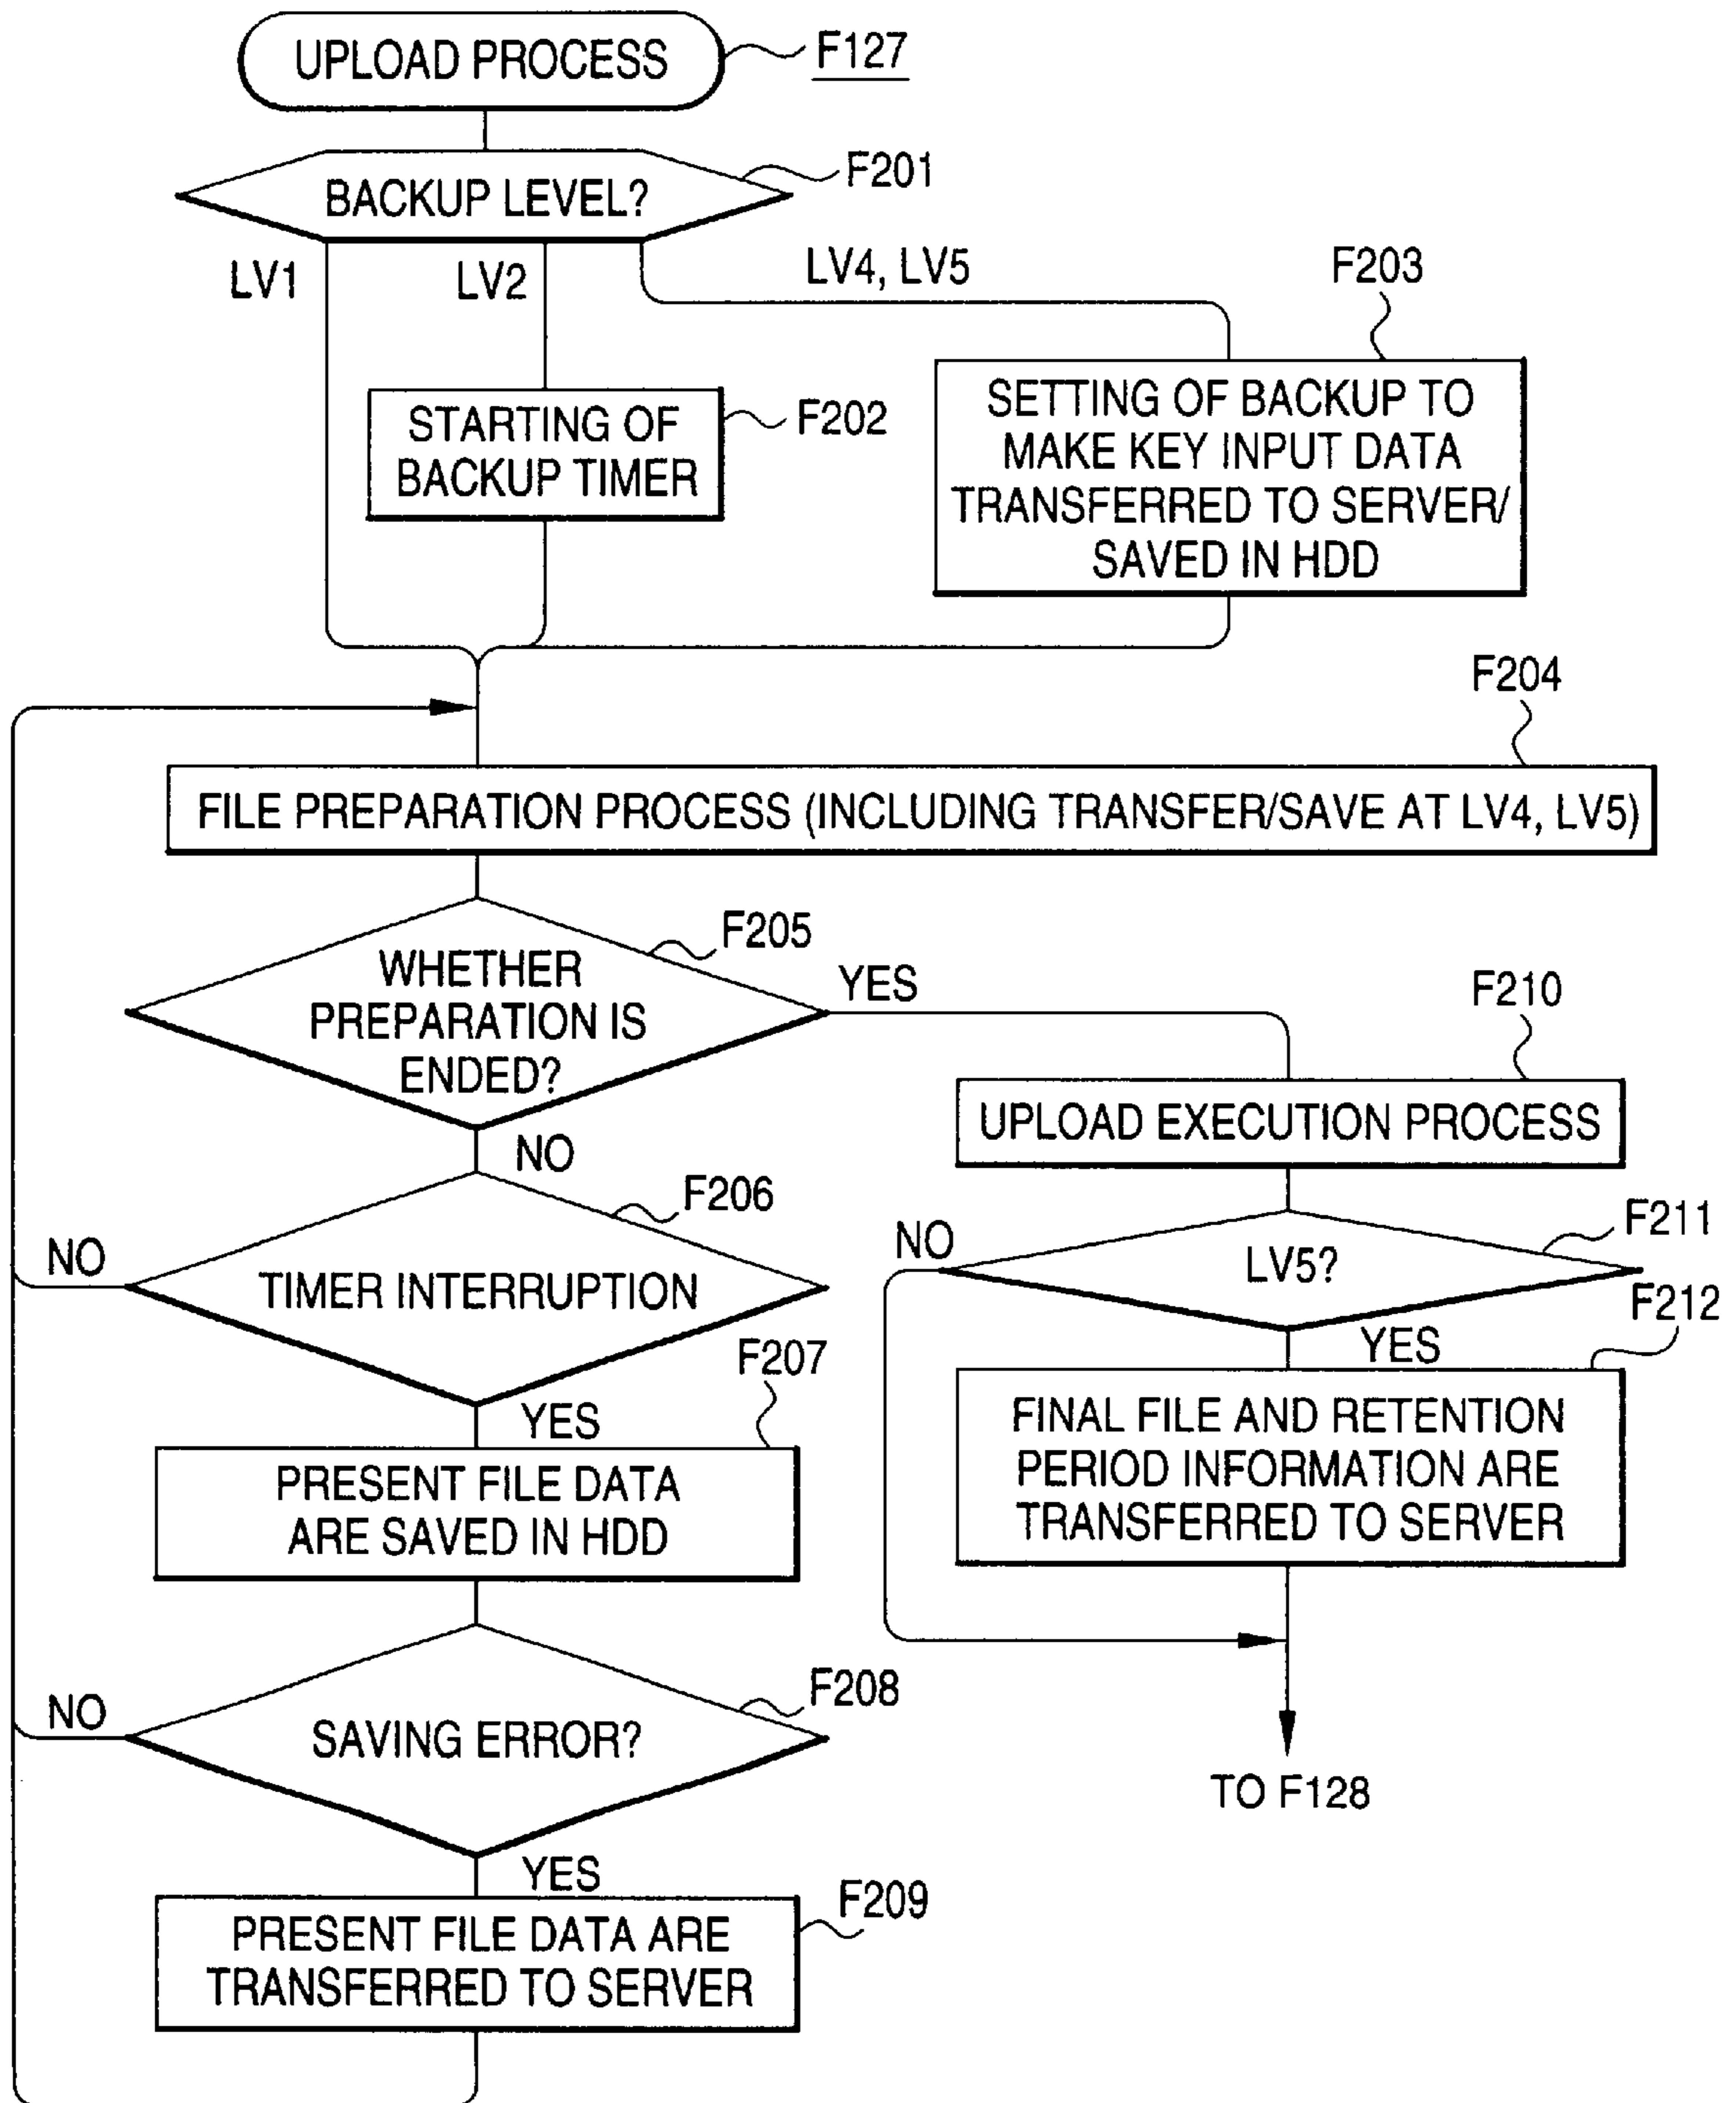 UPLOAD PROCESS
F127
BACKUP LEVEL?
F201
LV1
LV2
LV4, LV5
F203
STARTING OF
BACKUP TIMER
F202
SETTING OF BACKUP TO
MAKE KEY INPUT DATA
TRANSFERRED TO SERVER/
SAVED IN HDD
F204
FILE PREPARATION PROCESS (INCLUDING TRANSFER/SAVE AT LV4, LV5)
F205
WHETHER
PREPARATION IS
ENDED?
YES
NO
F210
UPLOAD EXECUTION PROCESS
F206
TIMER INTERRUPTION
NO
YES
F211
LV5?
NO
YES
F212
FINAL FILE AND RETENTION
PERIOD INFORMATION ARE
TRANSFERRED TO SERVER
F207
PRESENT FILE DATA
ARE SAVED IN HDD
F208
SAVING ERROR?
NO
YES
TO F128
F209
PRESENT FILE DATA ARE
TRANSFERRED TO SERVER